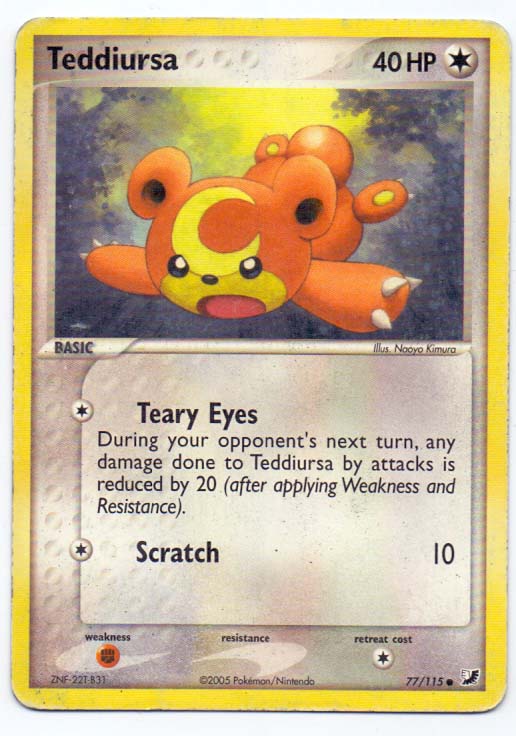 Teddiursa 40 HP
BASIC
Illus. Naoyo Kimura
Teary Eyes
During your opponent's next turn, any
damage done to Teddiursa by attacks is
reduced by 20 (after applying Weakness and
Resistance).
Scratch 10
weakness resistance retreat cost
ZNF-22T-B31 ©2005 Pokémon/Nintendo 77/115